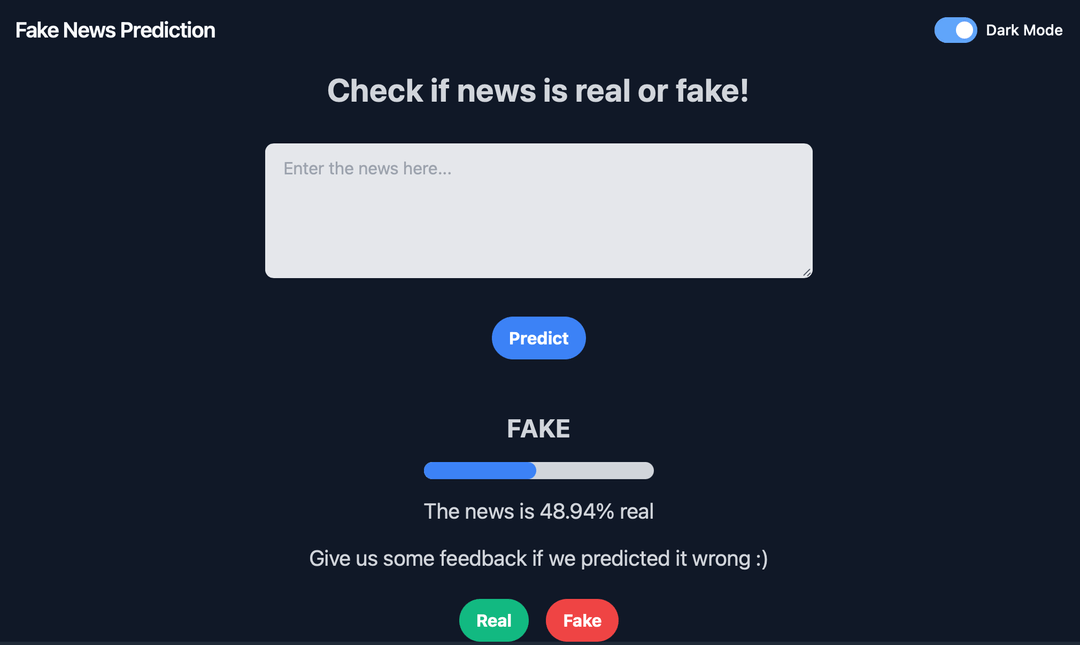 Fake News Prediction
Dark Mode
Check if news is real or fake!
Enter the news here...
Predict
FAKE
The news is 48.94% real
Give us some feedback if we predicted it wrong :)
Real
Fake